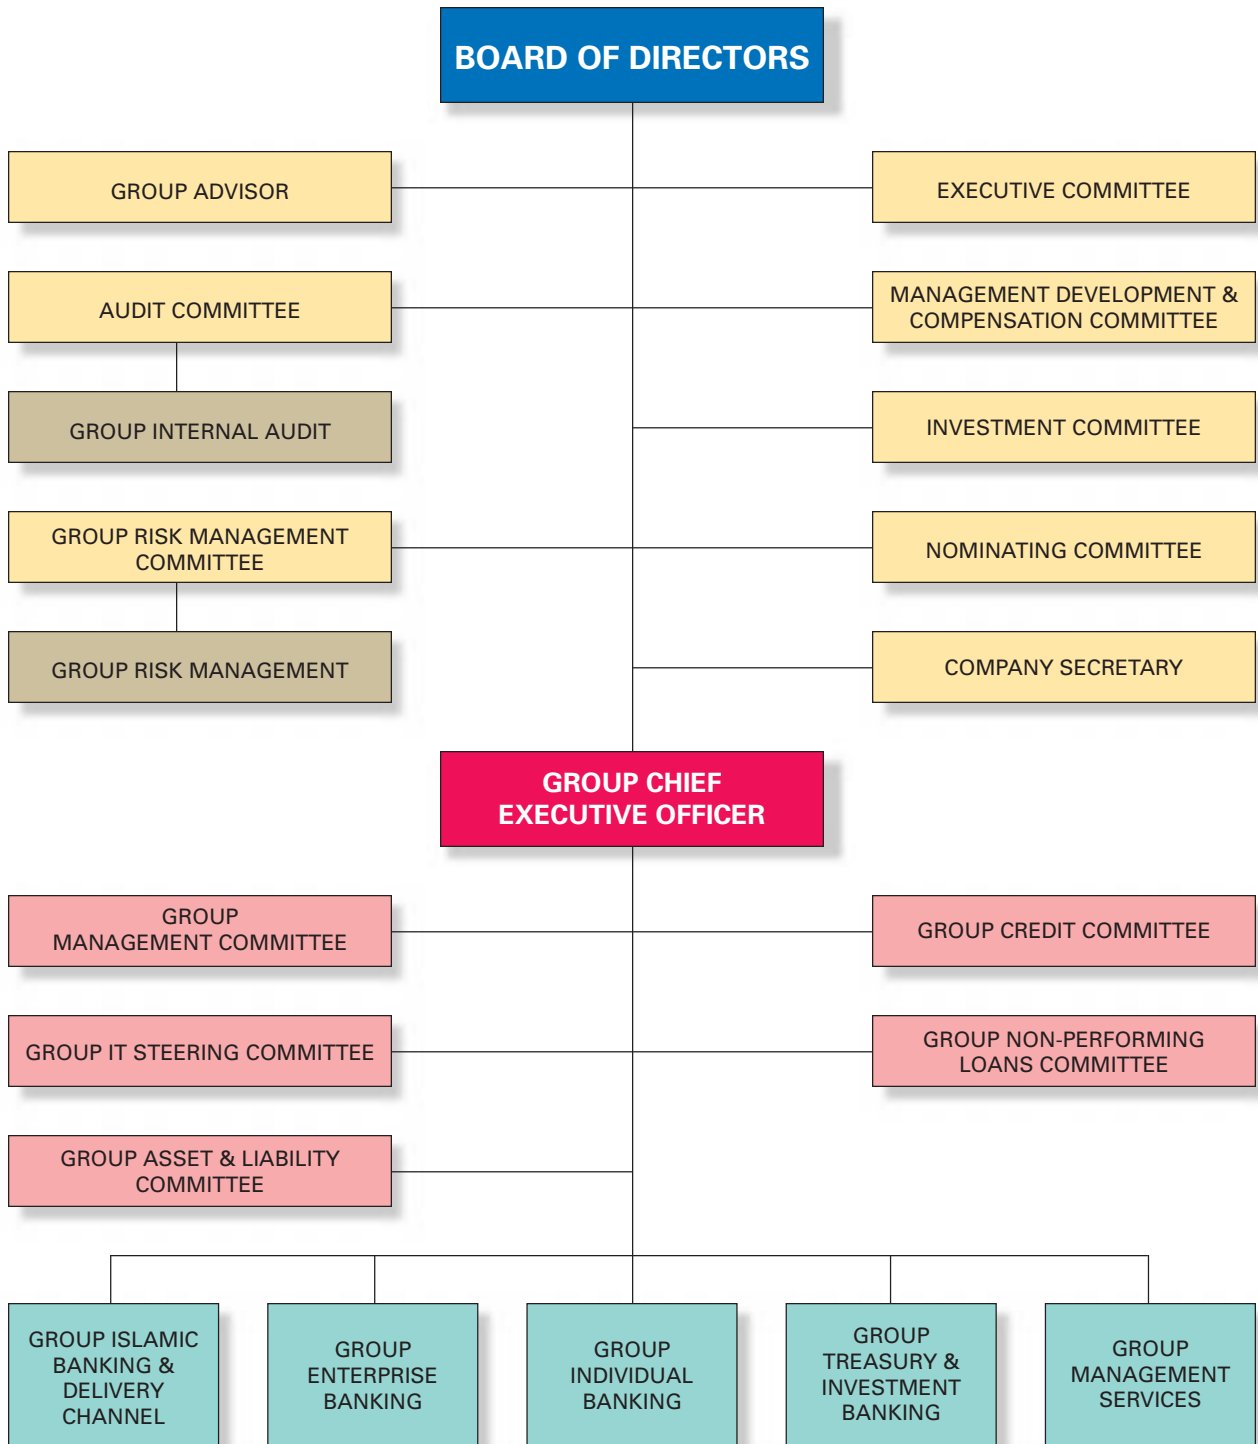 BOARD OF DIRECTORS
GROUP ADVISOR
EXECUTIVE COMMITTEE
AUDIT COMMITTEE
MANAGEMENT DEVELOPMENT &
COMPENSATION COMMITTEE
GROUP INTERNAL AUDIT
INVESTMENT COMMITTEE
GROUP RISK MANAGEMENT
COMMITTEE
NOMINATING COMMITTEE
GROUP RISK MANAGEMENT
COMPANY SECRETARY
GROUP CHIEF
EXECUTIVE OFFICER
GROUP
MANAGEMENT COMMITTEE
GROUP CREDIT COMMITTEE
GROUP IT STEERING COMMITTEE
GROUP NON-PERFORMING
LOANS COMMITTEE
GROUP ASSET & LIABILITY
COMMITTEE
GROUP ISLAMIC
BANKING &
DELIVERY
CHANNEL
GROUP
ENTERPRISE
BANKING
GROUP
INDIVIDUAL
BANKING
GROUP
TREASURY &
INVESTMENT
BANKING
GROUP
MANAGEMENT
SERVICES